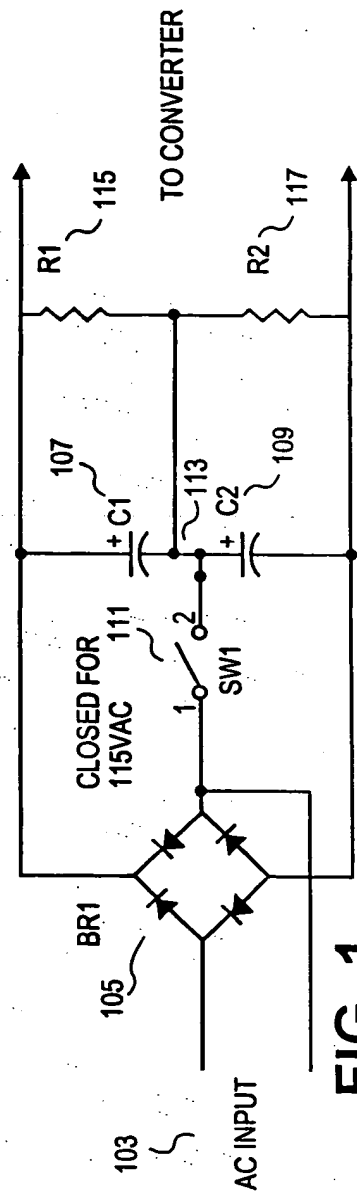 103
AC INPUT
105
BR1
CLOSED FOR
115VAC
111
1
2
SW1
107
+ C1
113
+ C2
109
R1
115
R2
117
TO CONVERTER
FIG. 1